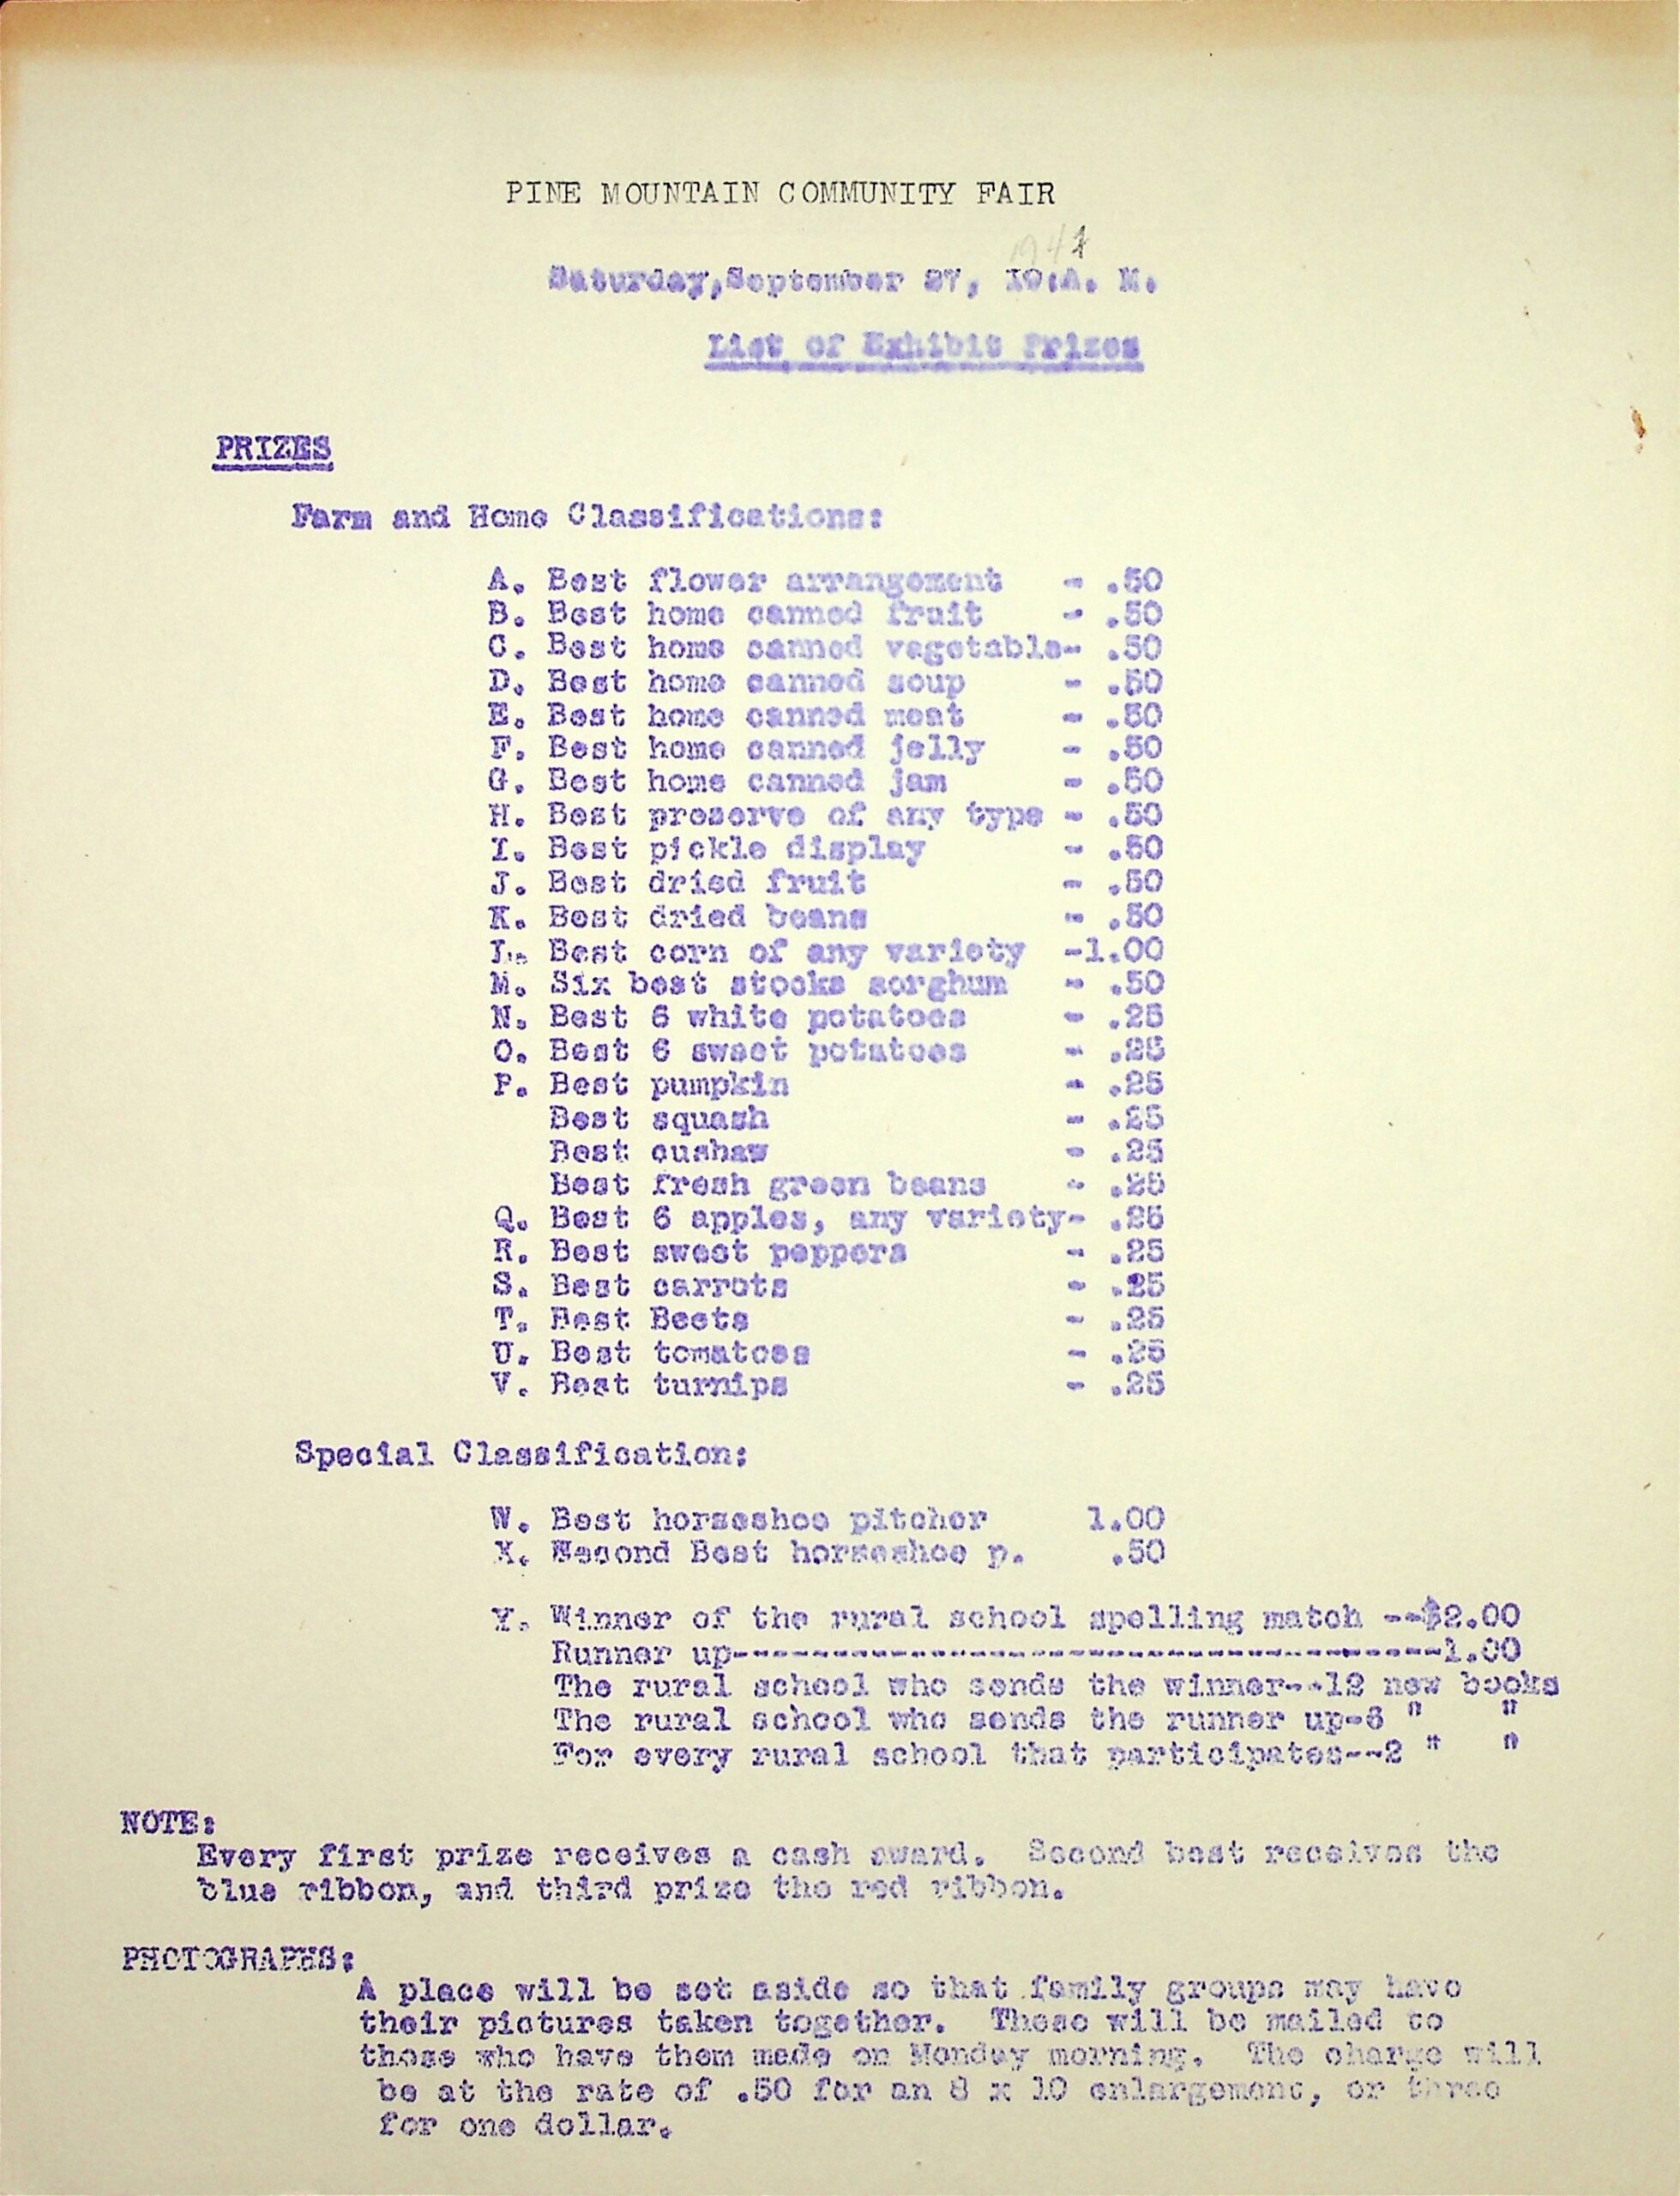 PINE MOUNTAIN COMMUNITY FAIR
1941
Saturday,September 27, 10:A. M.
List of Exhibit Prizes
PRIZES
Farm and Home Classifications:
A. Best flower arrangement - .50
B. Best home canned fruit - .50
C. Best home canned vegetable- .50
D. Best home canned soup - .50
E. Best home canned meat - .50
F. Best home canned jelly - .50
G. Best home canned jam - .50
H. Best preserve of any type - .50
I. Best pickle display - .50
J. Best dried fruit - .50
K. Best dried beans - .50
L. Best corn of any variety -1.00
M. Six best stocks sorghum - .50
N. Best 6 white potatoes - .25
O. Best 6 sweet potatoes - .25
P. Best pumpkin - .25
Best squash - .25
Best cushaw - .25
Best fresh green beans - .25
Q. Best 6 apples, any variety- .25
R. Best sweet peppers - .25
S. Best carrots - .25
T. Best Beets - .25
U. Best tomatoes - .25
V. Best turnips - .25
Special Classification:
W. Best horseshoe pitcher 1.00
X. Second Best horseshoe p. .50
Y. Winner of the rural school spelling match --$2.00
Runner up------------------------------------1.00
The rural school who sends the winner--12 new books
The rural school who sends the runner up-6 " "
For every rural school that participates--2 " "
NOTE:
Every first prize receives a cash award. Second best receives the
blue ribbon, and third prize the red ribbon.
PHOTOGRAPHS:
A place will be set aside so that family groups may have
their pictures taken together. These will be mailed to
those who have them made on Monday morning. The charge will
be at the rate of .50 for an 8 x 10 enlargement, or three
for one dollar.